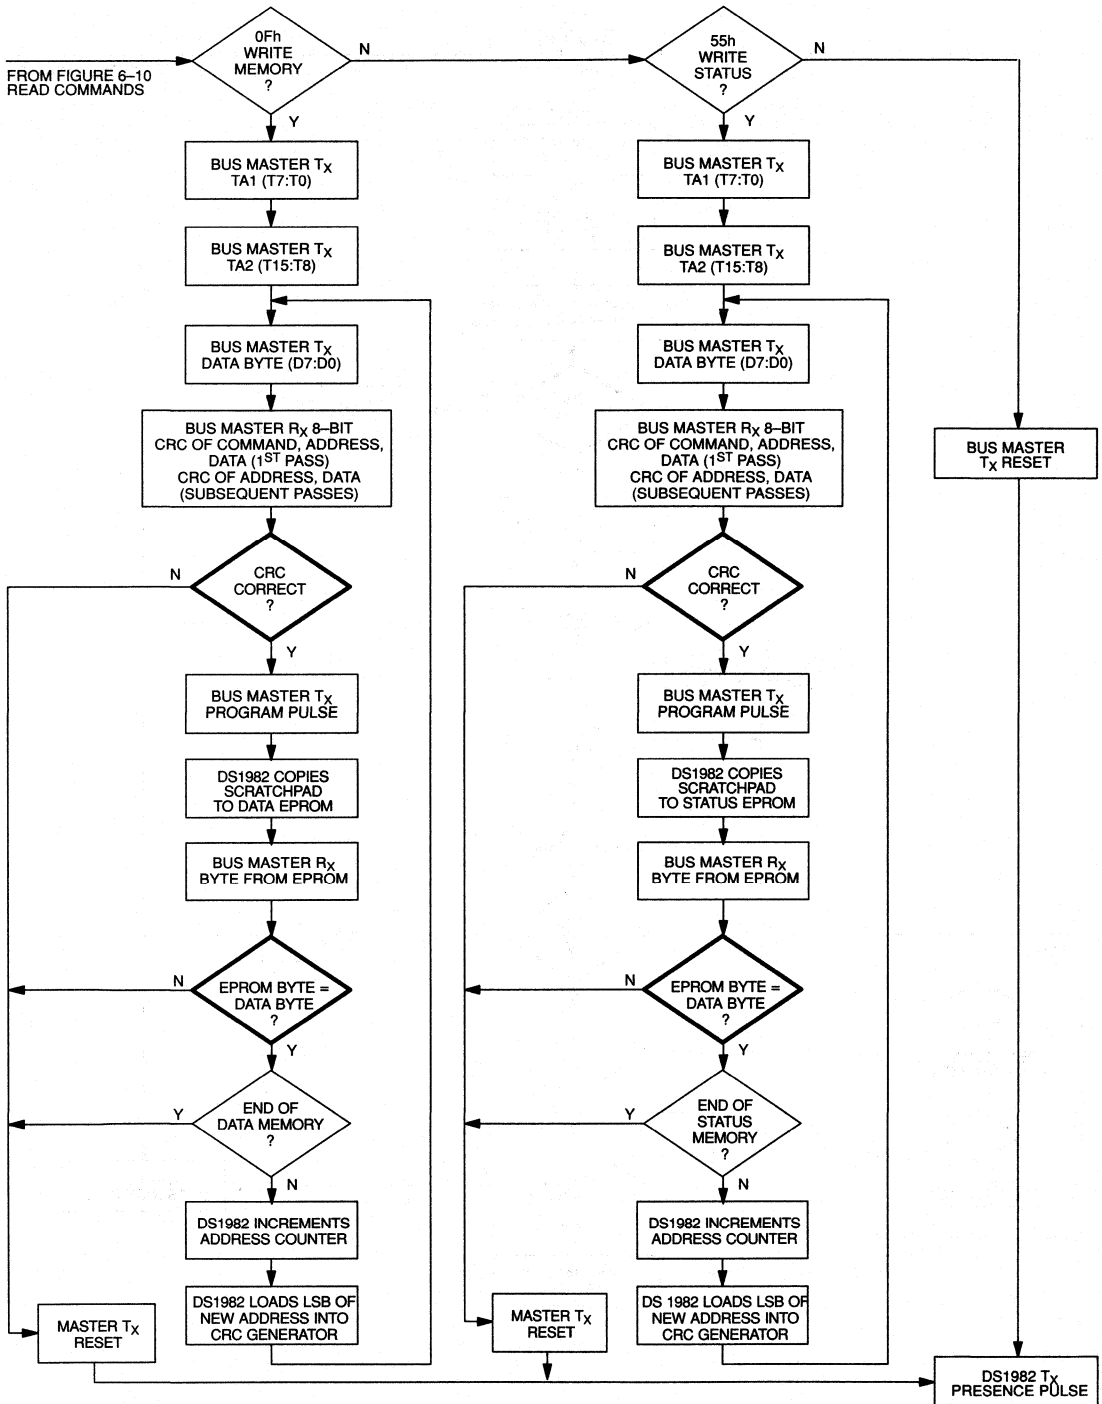 FROM FIGURE 6–10
READ COMMANDS
0Fh
WRITE
MEMORY
?
N
Y
BUS MASTER TX
TA1 (T7:T0)
BUS MASTER TX
TA2 (T15:T8)
BUS MASTER TX
DATA BYTE (D7:D0)
BUS MASTER RX 8–BIT
CRC OF COMMAND, ADDRESS,
DATA (1ST PASS)
CRC OF ADDRESS, DATA
(SUBSEQUENT PASSES)
CRC
CORRECT
?
N
Y
BUS MASTER TX
PROGRAM PULSE
DS1982 COPIES
SCRATCHPAD
TO DATA EPROM
BUS MASTER RX
BYTE FROM EPROM
EPROM BYTE =
DATA BYTE
?
N
Y
END OF
DATA MEMORY
?
Y
N
DS1982 INCREMENTS
ADDRESS COUNTER
DS1982 LOADS LSB OF
NEW ADDRESS INTO
CRC GENERATOR
MASTER TX
RESET
55h
WRITE
STATUS
?
N
Y
BUS MASTER TX
TA1 (T7:T0)
BUS MASTER TX
TA2 (T15:T8)
BUS MASTER TX
DATA BYTE (D7:D0)
BUS MASTER RX 8–BIT
CRC OF COMMAND, ADDRESS,
DATA (1ST PASS)
CRC OF ADDRESS, DATA
(SUBSEQUENT PASSES)
CRC
CORRECT
?
N
Y
BUS MASTER TX
PROGRAM PULSE
DS1982 COPIES
SCRATCHPAD
TO STATUS EPROM
BUS MASTER RX
BYTE FROM EPROM
EPROM BYTE =
DATA BYTE
?
N
Y
END OF
STATUS
MEMORY
?
Y
N
DS1982 INCREMENTS
ADDRESS COUNTER
DS 1982 LOADS LSB OF
NEW ADDRESS INTO
CRC GENERATOR
MASTER TX
RESET
BUS MASTER
TX RESET
DS1982 TX
PRESENCE PULSE